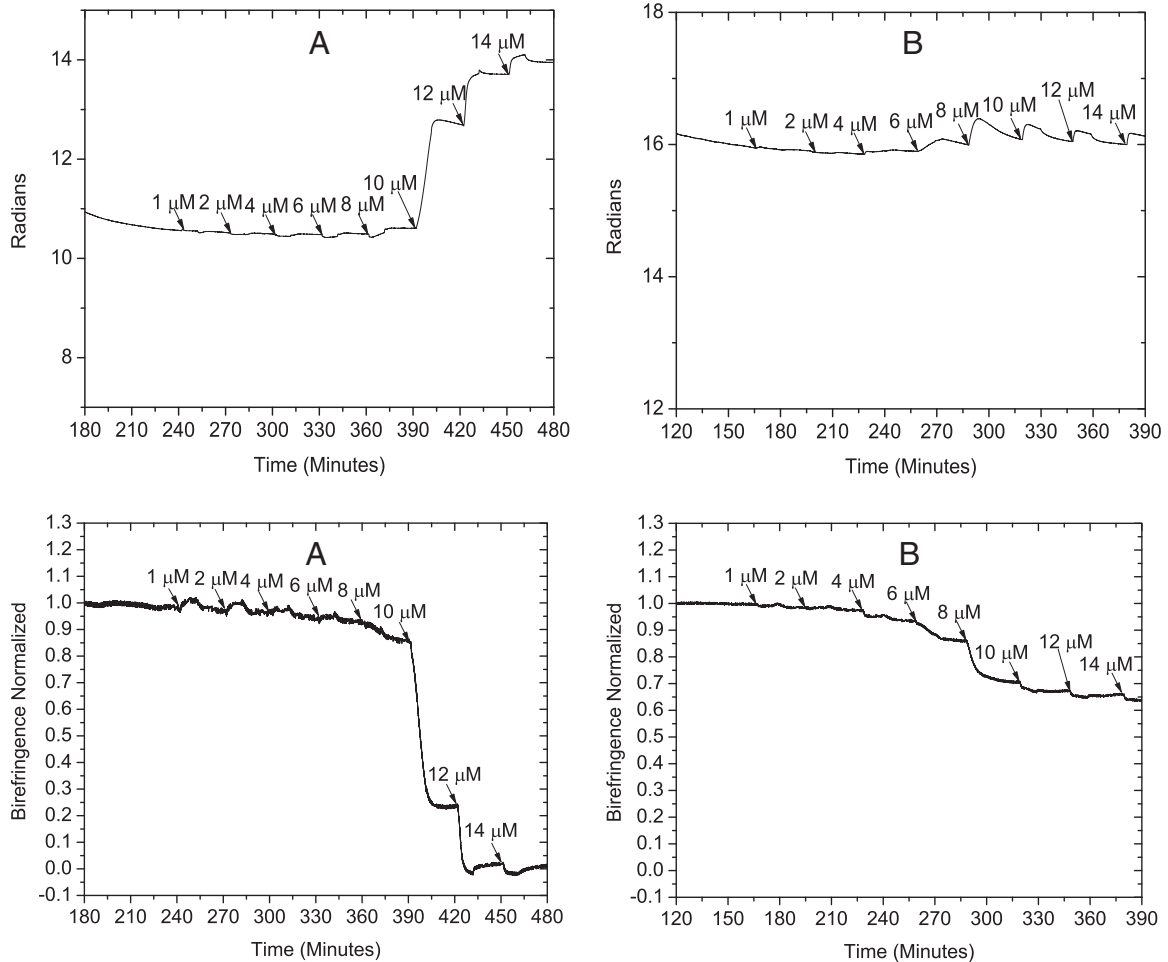 A
14
12
10
8
Radians
1 μM 2 μM 4 μM 6 μM 8 μM 10 μM 12 μM 14 μM
180 210 240 270 300 330 360 390 420 450 480
Time (Minutes)
B
18
16
14
12
Radians
1 μM 2 μM 4 μM 6 μM 8 μM 10 μM 12 μM 14 μM
120 150 180 210 240 270 300 330 360 390
Time (Minutes)
A
1.3
1.2
1.1
1.0
0.9
0.8
0.7
0.6
0.5
0.4
0.3
0.2
0.1
0.0
-0.1
Birefringence Normalized
1 μM 2 μM 4 μM 6 μM 8 μM 10 μM 12 μM 14 μM
180 210 240 270 300 330 360 390 420 450 480
Time (Minutes)
B
1.3
1.2
1.1
1.0
0.9
0.8
0.7
0.6
0.5
0.4
0.3
0.2
0.1
0.0
-0.1
Birefringence Normalized
1 μM 2 μM 4 μM 6 μM 8 μM 10 μM 12 μM 14 μM
120 150 180 210 240 270 300 330 360 390
Time (Minutes)